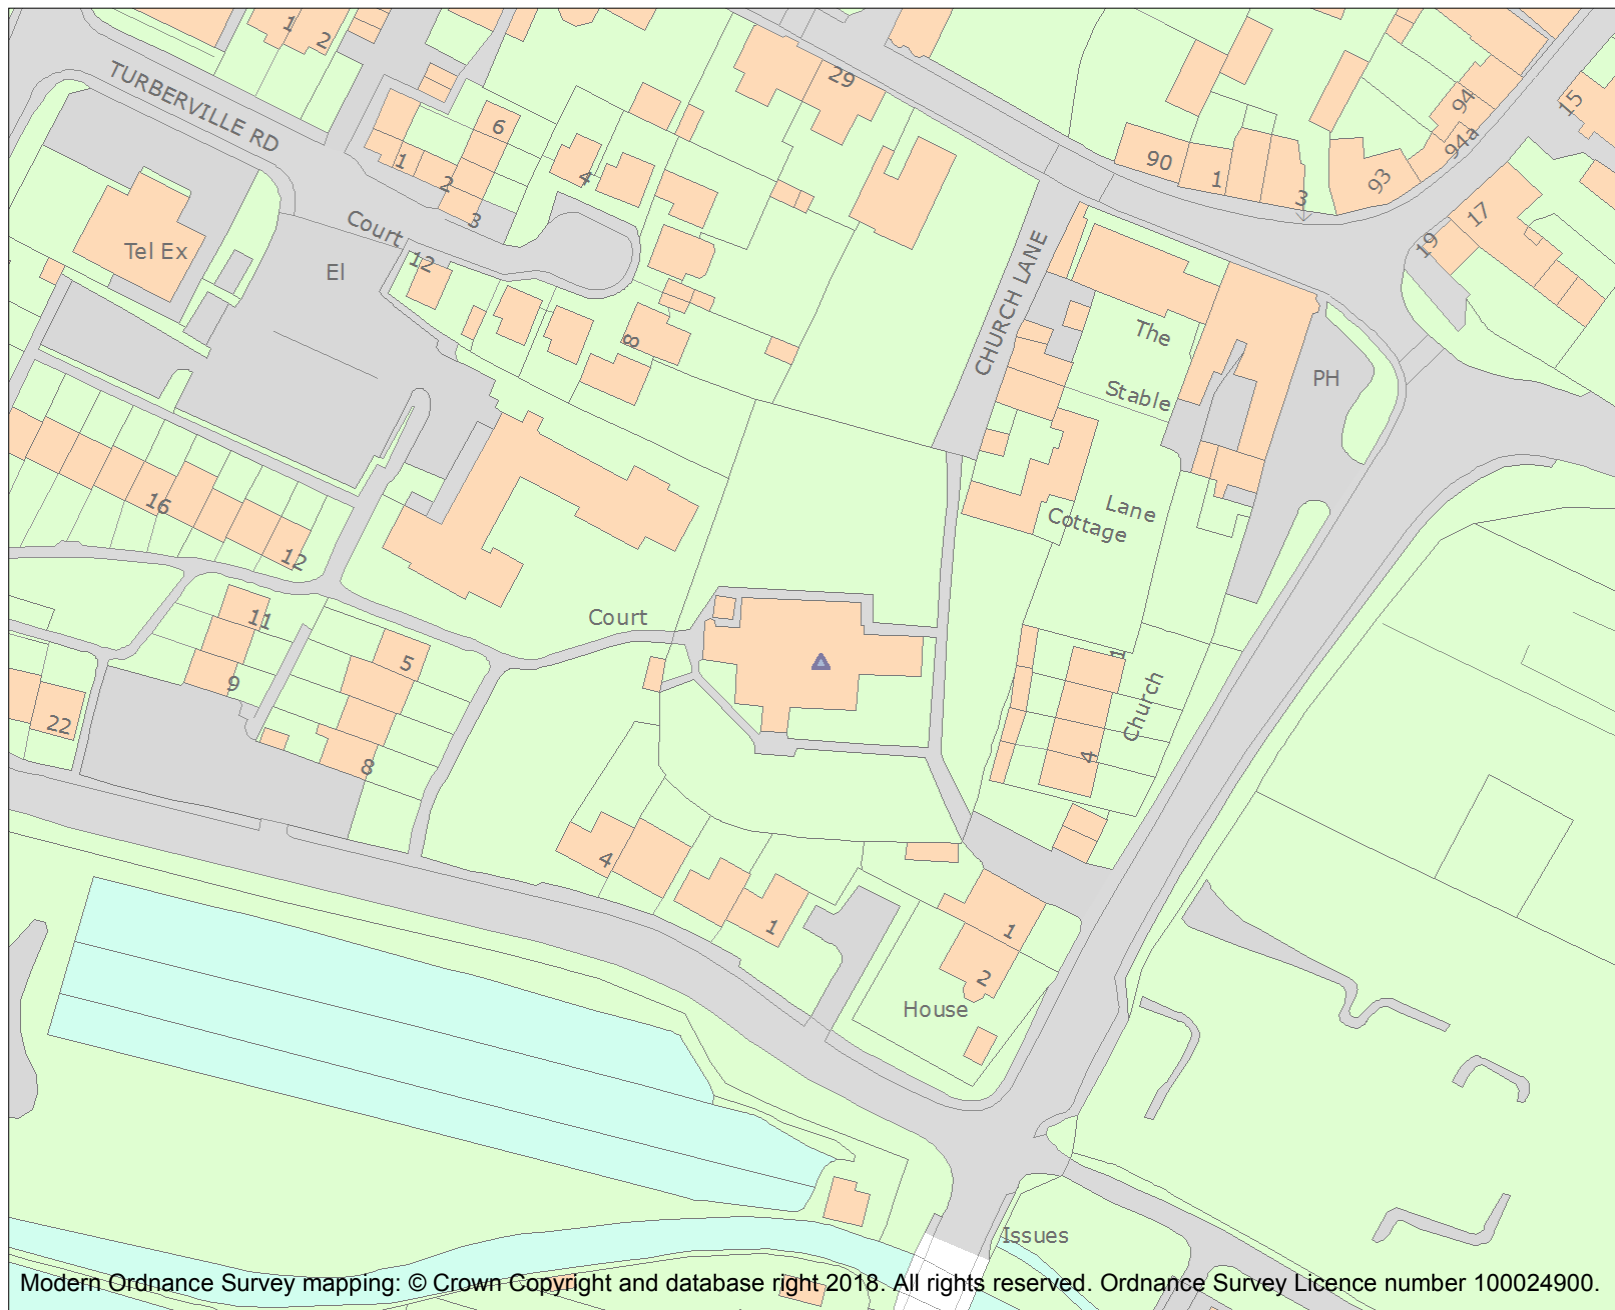 1
2
TURBERVILLE RD
29
6
1
2
3
4
94
94a
15
90
1
3
93
17
19
Court
12
Tel Ex
El
8
CHURCH LANE
The
Stable
PH
Lane
Cottage
16
12
Court
11
9
5
8
22
1
Church
4
4
1
1
2
House
Issues
Modern Ordnance Survey mapping: © Crown Copyright and database right 2018. All rights reserved. Ordnance Survey Licence number 100024900.